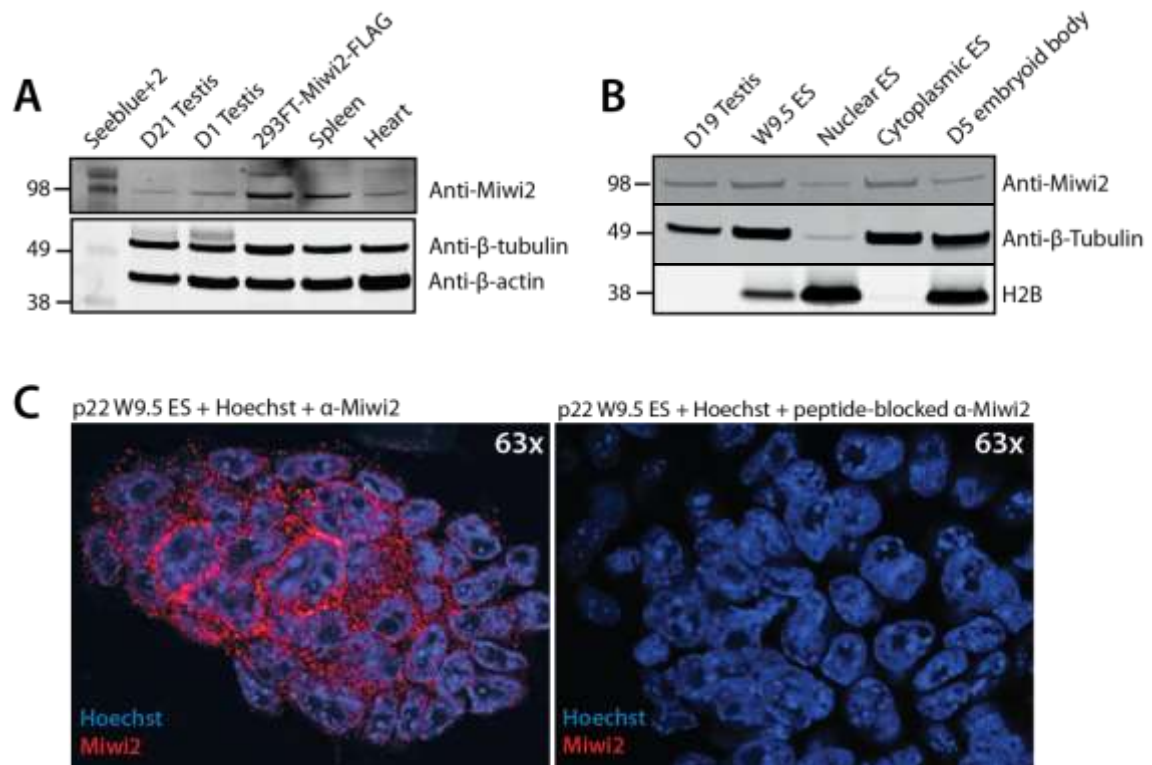 A
Seeblue+2
D21 Testis
D1 Testis
293FT-Miwi2-FLAG
Spleen
Heart
98
Anti-Miwi2
49
Anti-β-tubulin
Anti-β-actin
38
B
D19 Testis
W9.5 ES
Nuclear ES
Cytoplasmic ES
D5 embryoid body
98
Anti-Miwi2
49
Anti-β-Tubulin
38
H2B
C
p22 W9.5 ES + Hoechst + α-Miwi2
63x
Hoechst
Miwi2
p22 W9.5 ES + Hoechst + peptide-blocked α-Miwi2
63x
Hoechst
Miwi2